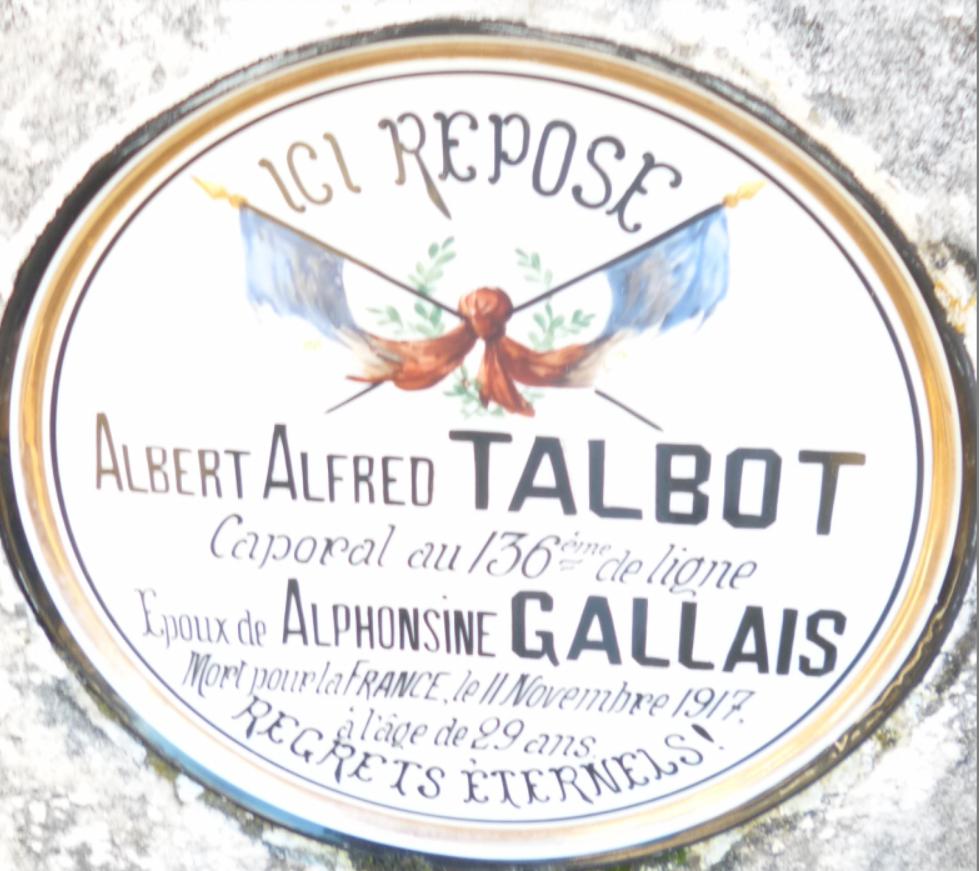 ICI REPOSE
ALBERT ALFRED TALBOT
Caporal au 136ème de ligne
Epoux de ALPHONSINE GALLAIS
Mort pour la FRANCE, le 11 Novembre 1917.
à l'âge de 29 ans.
REGRETS ÉTERNELS!